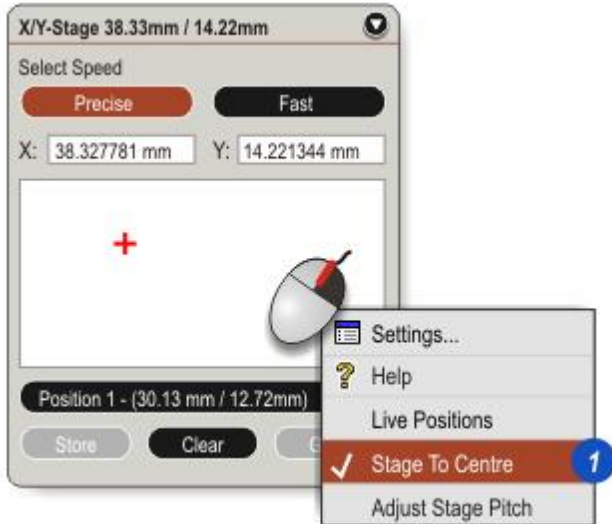 X/Y-Stage 38.33mm / 14.22mm
Select Speed
Precise Fast
X: 38.327781 mm Y: 14.221344 mm
Position 1 - (30.13 mm / 12.72mm)
Store Clear
Settings...
? Help
Live Positions
Stage To Centre 1
Adjust Stage Pitch